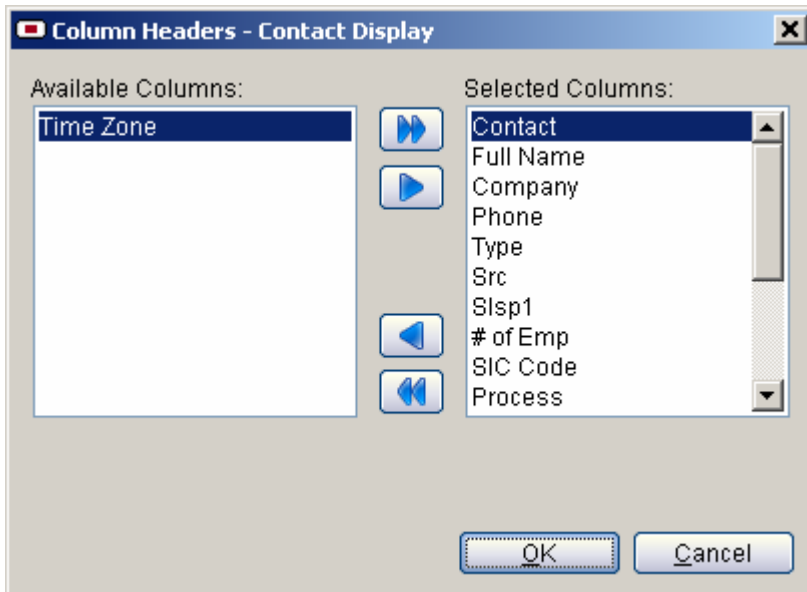 Column Headers - Contact Display
Available Columns:
Time Zone
Selected Columns:
Contact
Full Name
Company
Phone
Type
Src
Slsp1
# of Emp
SIC Code
Process
OK
Cancel